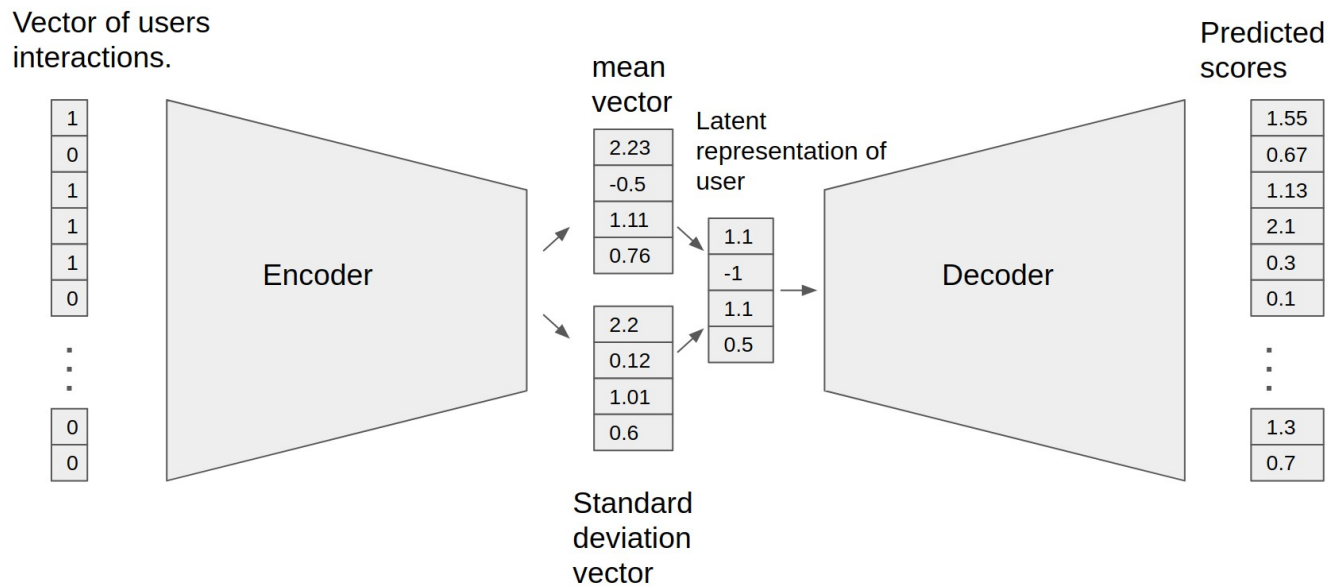 Vector of users
interactions.
1
0
1
1
1
0
.
.
.
0
0
Encoder
mean
vector
2.23
-0.5
1.11
0.76
2.2
0.12
1.01
0.6
Standard
deviation
vector
Latent
representation of
user
1.1
-1
1.1
0.5
Decoder
Predicted
scores
1.55
0.67
1.13
2.1
0.3
0.1
.
.
.
1.3
0.7